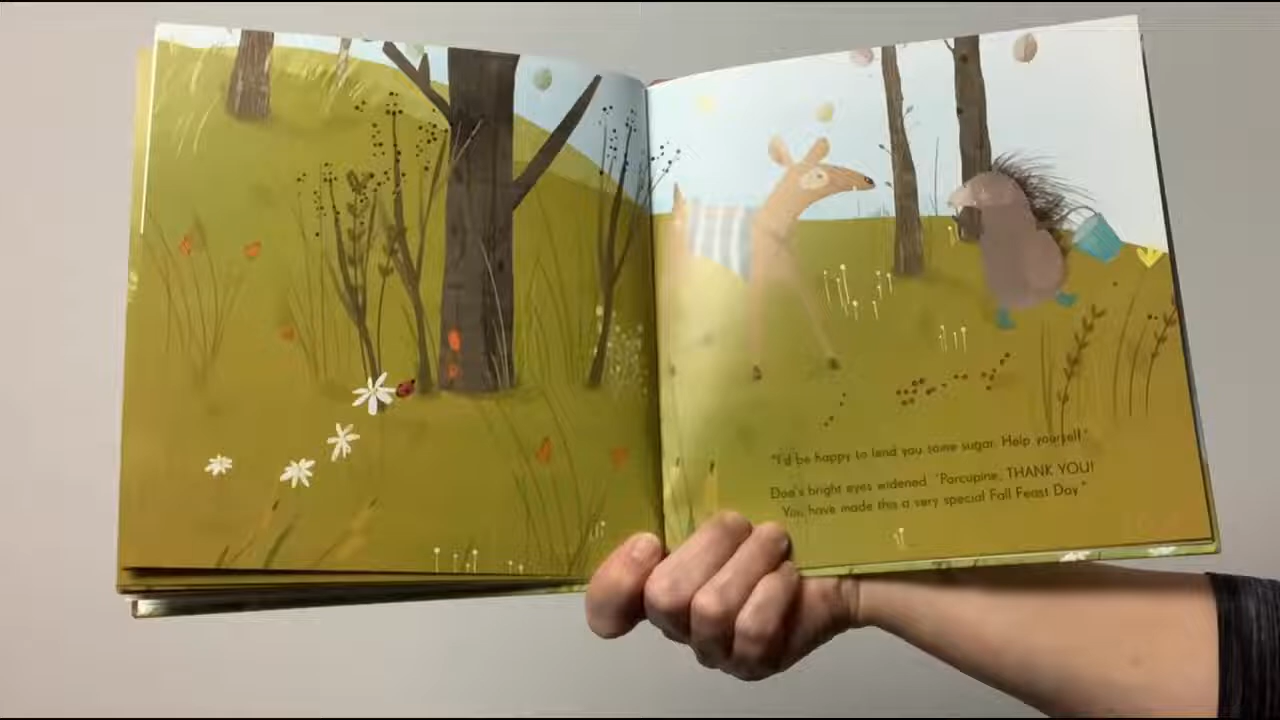 "I'd be happy to lend you some sugar. Help yourself."
Doe's bright eyes widened. "Porcupine, THANK YOU!
You have made this a very special Fall Feast Day."